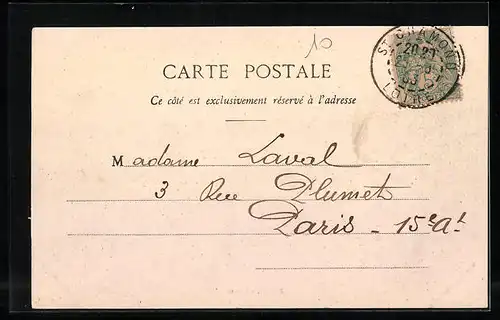 10
ST CHAMOND
LOIRE
CARTE POSTALE
Ce côté est exclusivement réservé à l'adresse
Madame Laval
3 Rue Plumet
Paris - 15e At